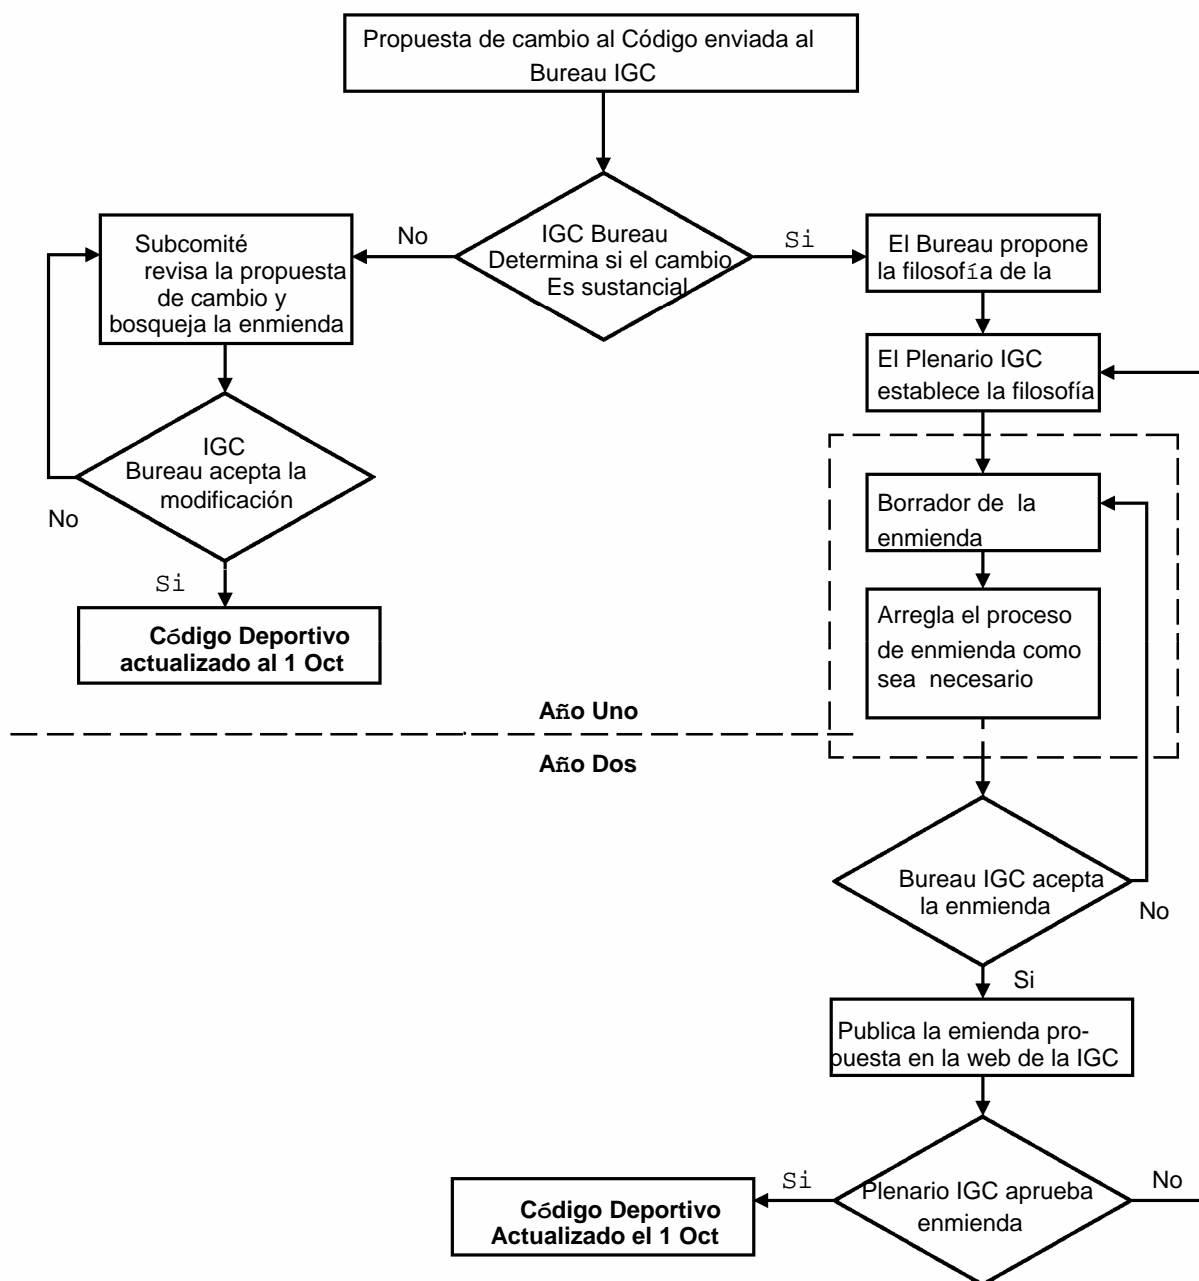 Propuesta de cambio al Código enviada al
Bureau IGC
No
IGC Bureau
Determina si el cambio
Es sustancial
Si
Subcomité
revisa la propuesta
de cambio y
bosqueja la enmienda
El Bureau propone
la filosofía de la
El Plenario IGC
establece la filosofía
IGC
Bureau acepta la
modificación
No
Si
Borrador de la
enmienda
Arregla el proceso
de enmienda como
sea necesario
Código Deportivo
actualizado al 1 Oct
Año Uno
Año Dos
Bureau IGC acepta
la enmienda
No
Si
Publica la emienda pro-
puesta en la web de la IGC
Plenario IGC aprueba
enmienda
Si
No
Código Deportivo
Actualizado el 1 Oct